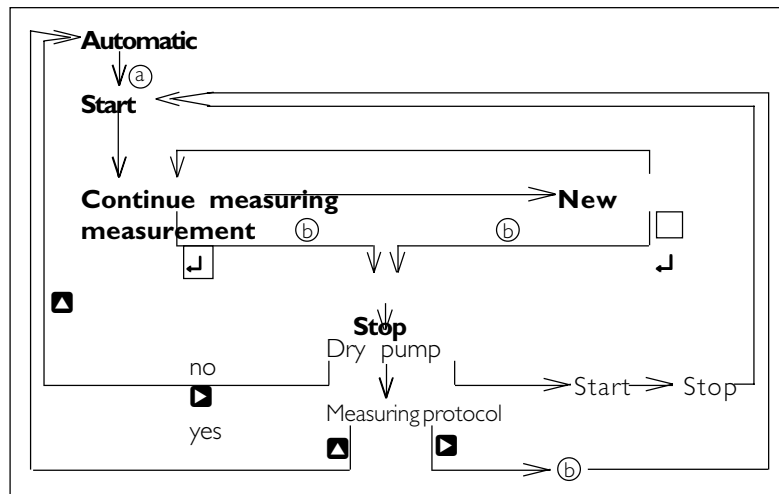 Automatic
a
Start
Continue measuring New
measurement b b
Stop
Dry pump
no
Start Stop
Measuring protocol
yes
b